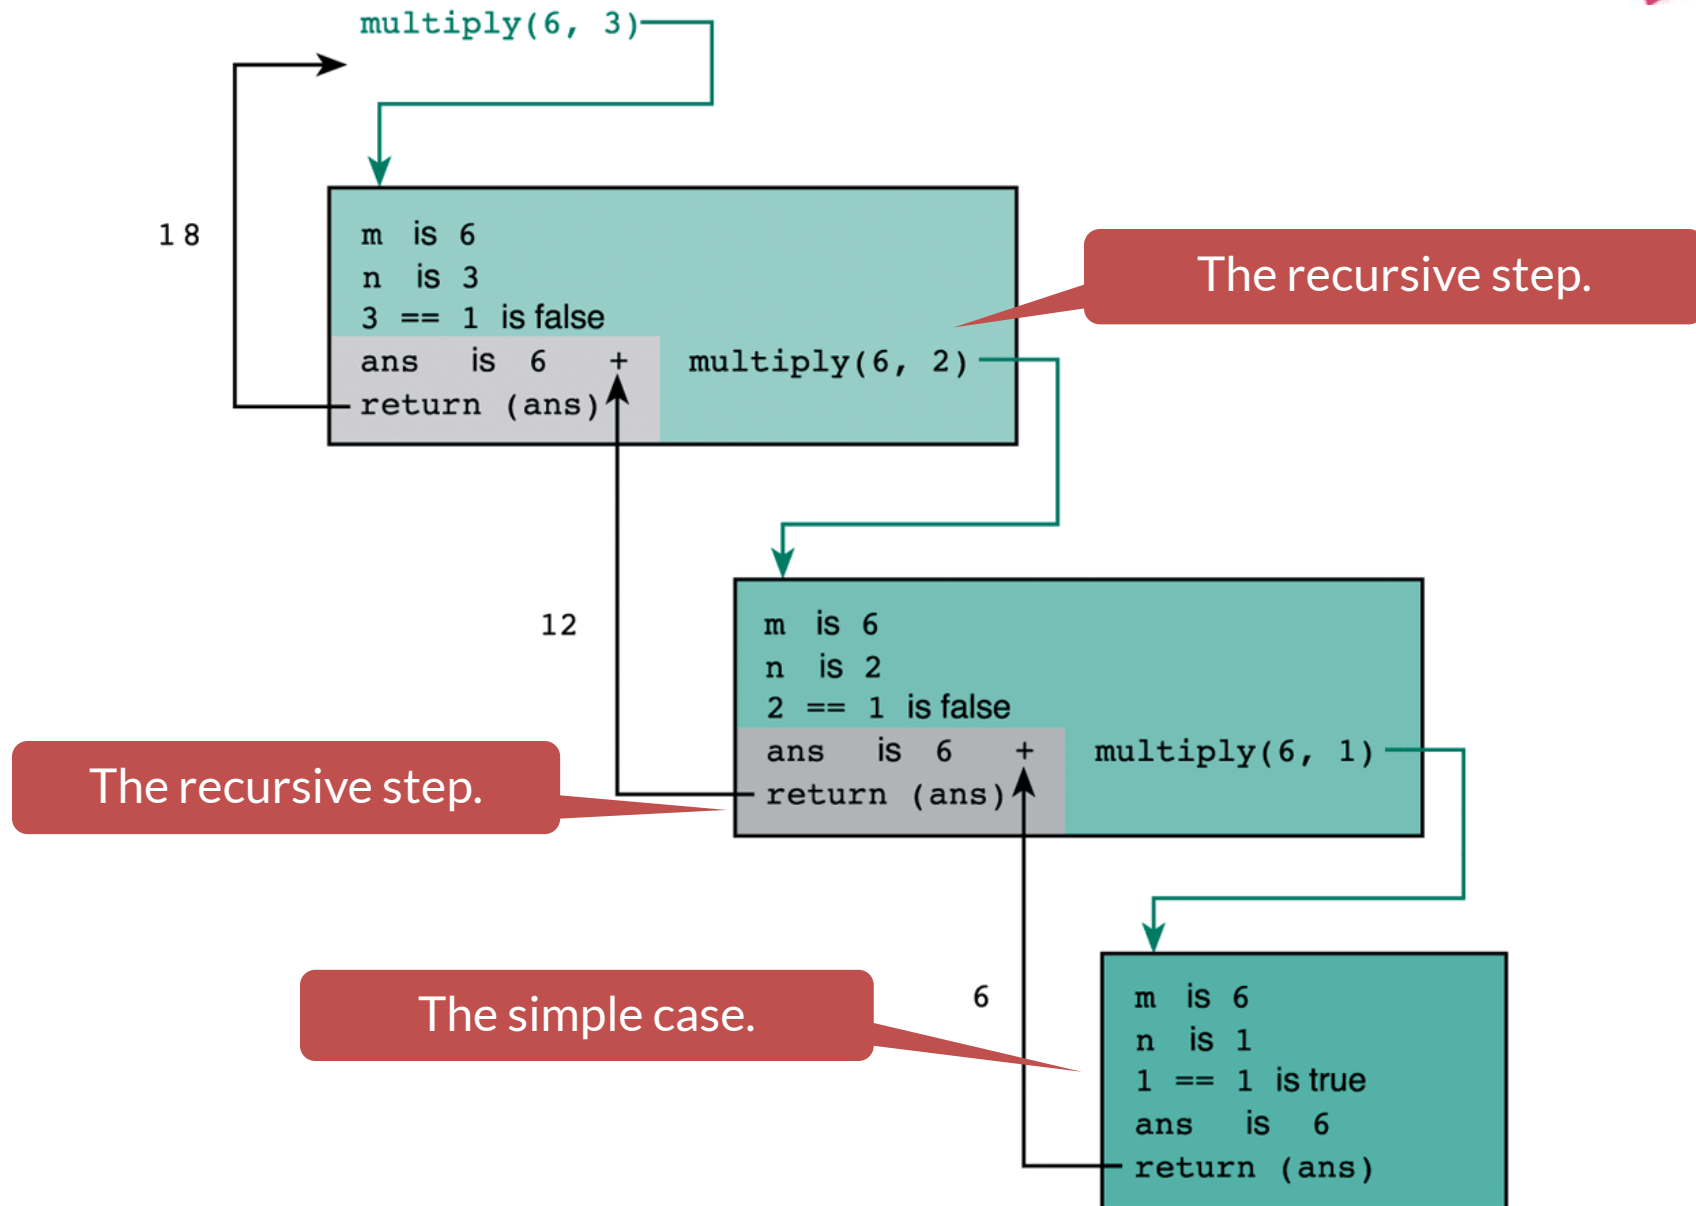 multiply(6, 3)
18
m is 6
n is 3
3 == 1 is false
ans is 6 + multiply(6, 2)
return (ans)
The recursive step.
12
m is 6
n is 2
2 == 1 is false
ans is 6 + multiply(6, 1)
return (ans)
The recursive step.
6
The simple case.
m is 6
n is 1
1 == 1 is true
ans is 6
return (ans)